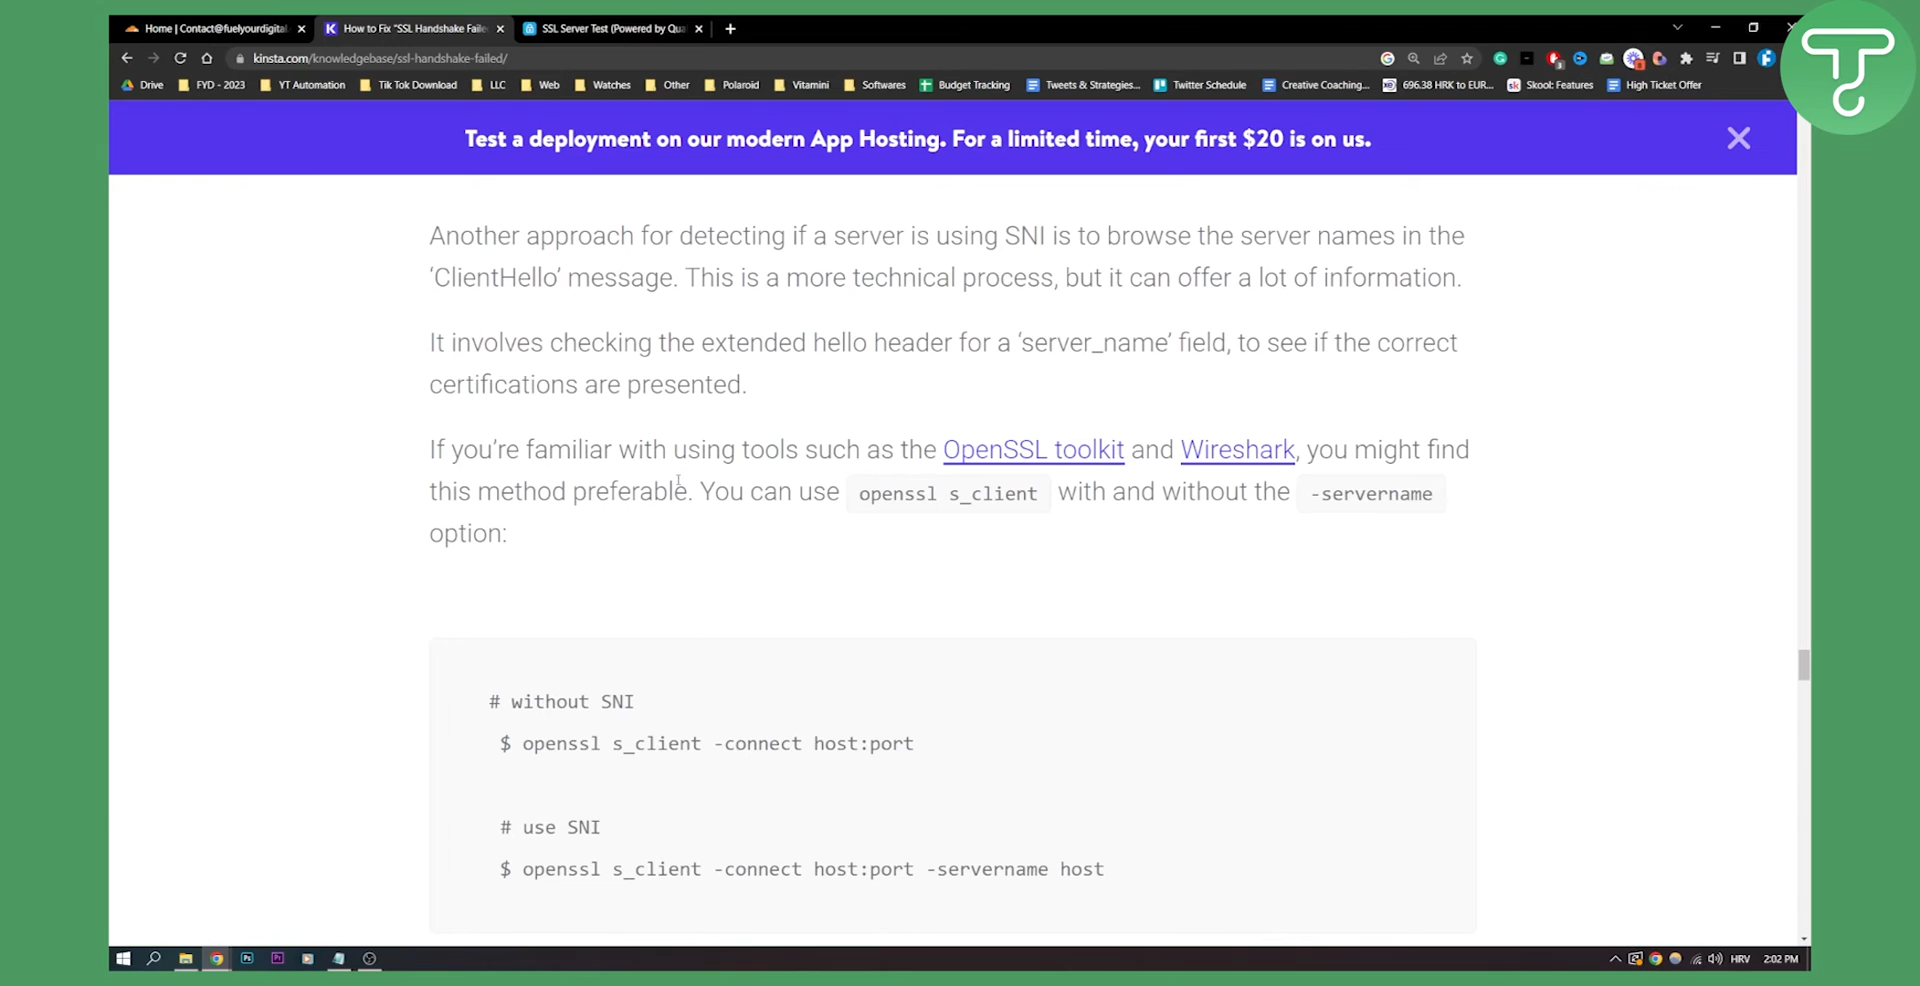 Home | Contact@fuelyourdigital
How to Fix "SSL Handshake Faile
SSL Server Test (Powered by Qua
kinsta.com/knowledgebase/ssl-handshake-failed/
Drive FYD - 2023 YT Automation Tik Tok Download LLC Web Watches Other Polaroid Vitamini Softwares Budget Tracking Tweets & Strategies... Twitter Schedule Creative Coaching... 696.38 HRK to EUR... Skool: Features High Ticket Offer
Test a deployment on our modern App Hosting. For a limited time, your first $20 is on us.
Another approach for detecting if a server is using SNI is to browse the server names in the
‘ClientHello’ message. This is a more technical process, but it can offer a lot of information.
It involves checking the extended hello header for a ‘server_name’ field, to see if the correct
certifications are presented.
If you’re familiar with using tools such as the OpenSSL toolkit and Wireshark, you might find
this method preferable. You can use openssl s_client with and without the -servername
option:
# without SNI
$ openssl s_client -connect host:port
# use SNI
$ openssl s_client -connect host:port -servername host
HRV 2:02 PM